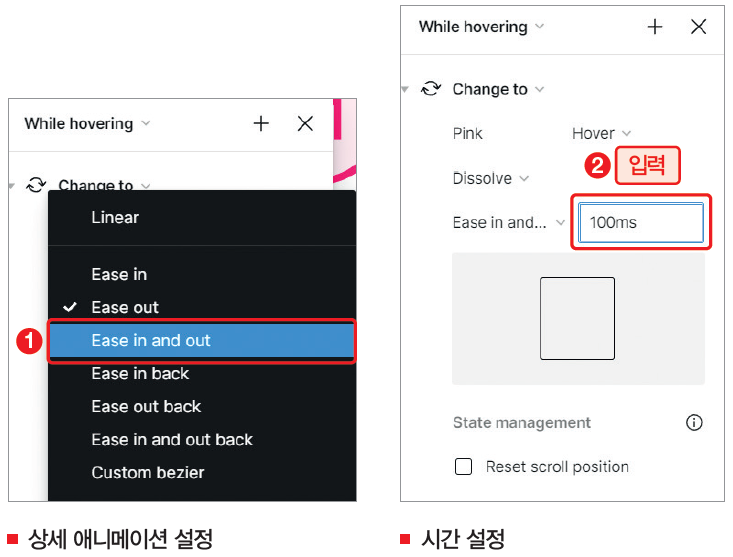 While hovering
Change to
Linear
Ease in
Ease out
1 Ease in and out
Ease in back
Ease out back
Ease in and out back
Custom bezier
상세 애니메이션 설정
While hovering
Change to
Pink Hover
2 입력
Dissolve
Ease in and... 100ms
State management
Reset scroll position
시간 설정